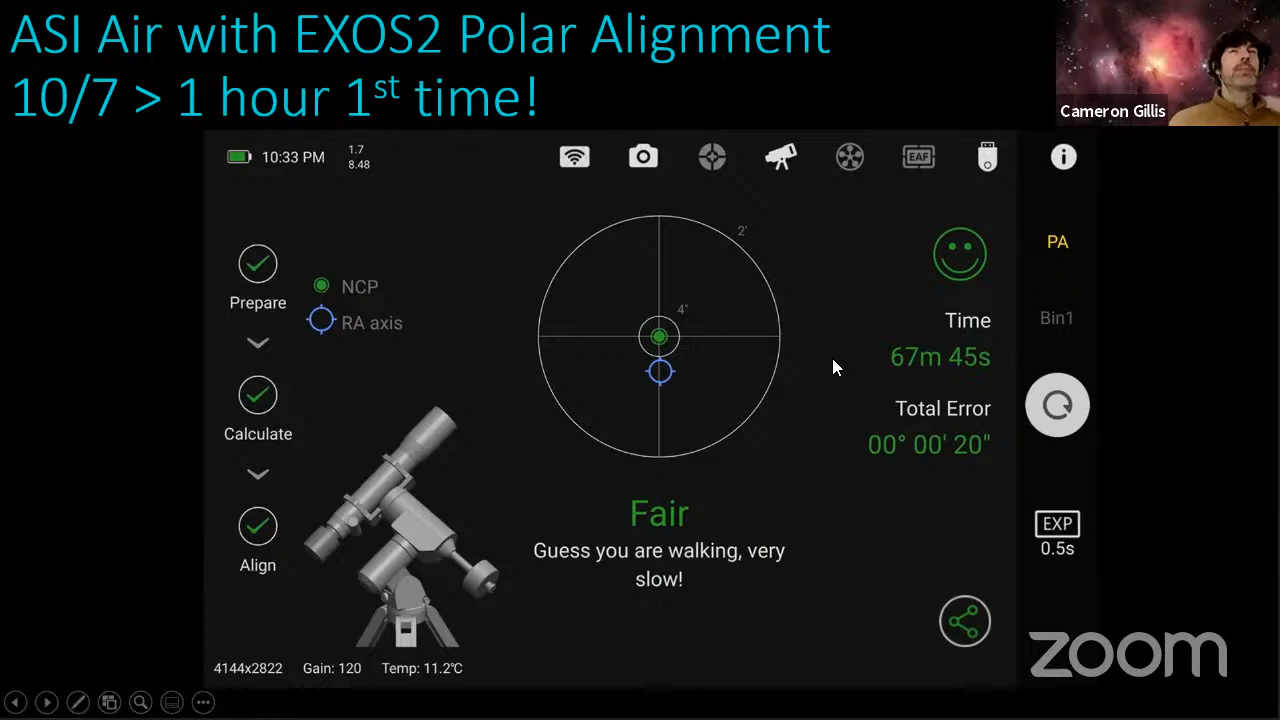 ASI Air with EXOS2 Polar Alignment
10/7 > 1 hour 1st time!
Cameron Gillis
10:33 PM
1.7
8.48
EAF
i
2'
PA
NCP
Prepare
4"
RA axis
Time
Bin1
67m 45s
Total Error
Calculate
00° 00' 20"
Fair
EXP
Guess you are walking, very
0.5s
slow!
Align
zoom
4144x2822 Gain: 120 Temp: 11.2℃